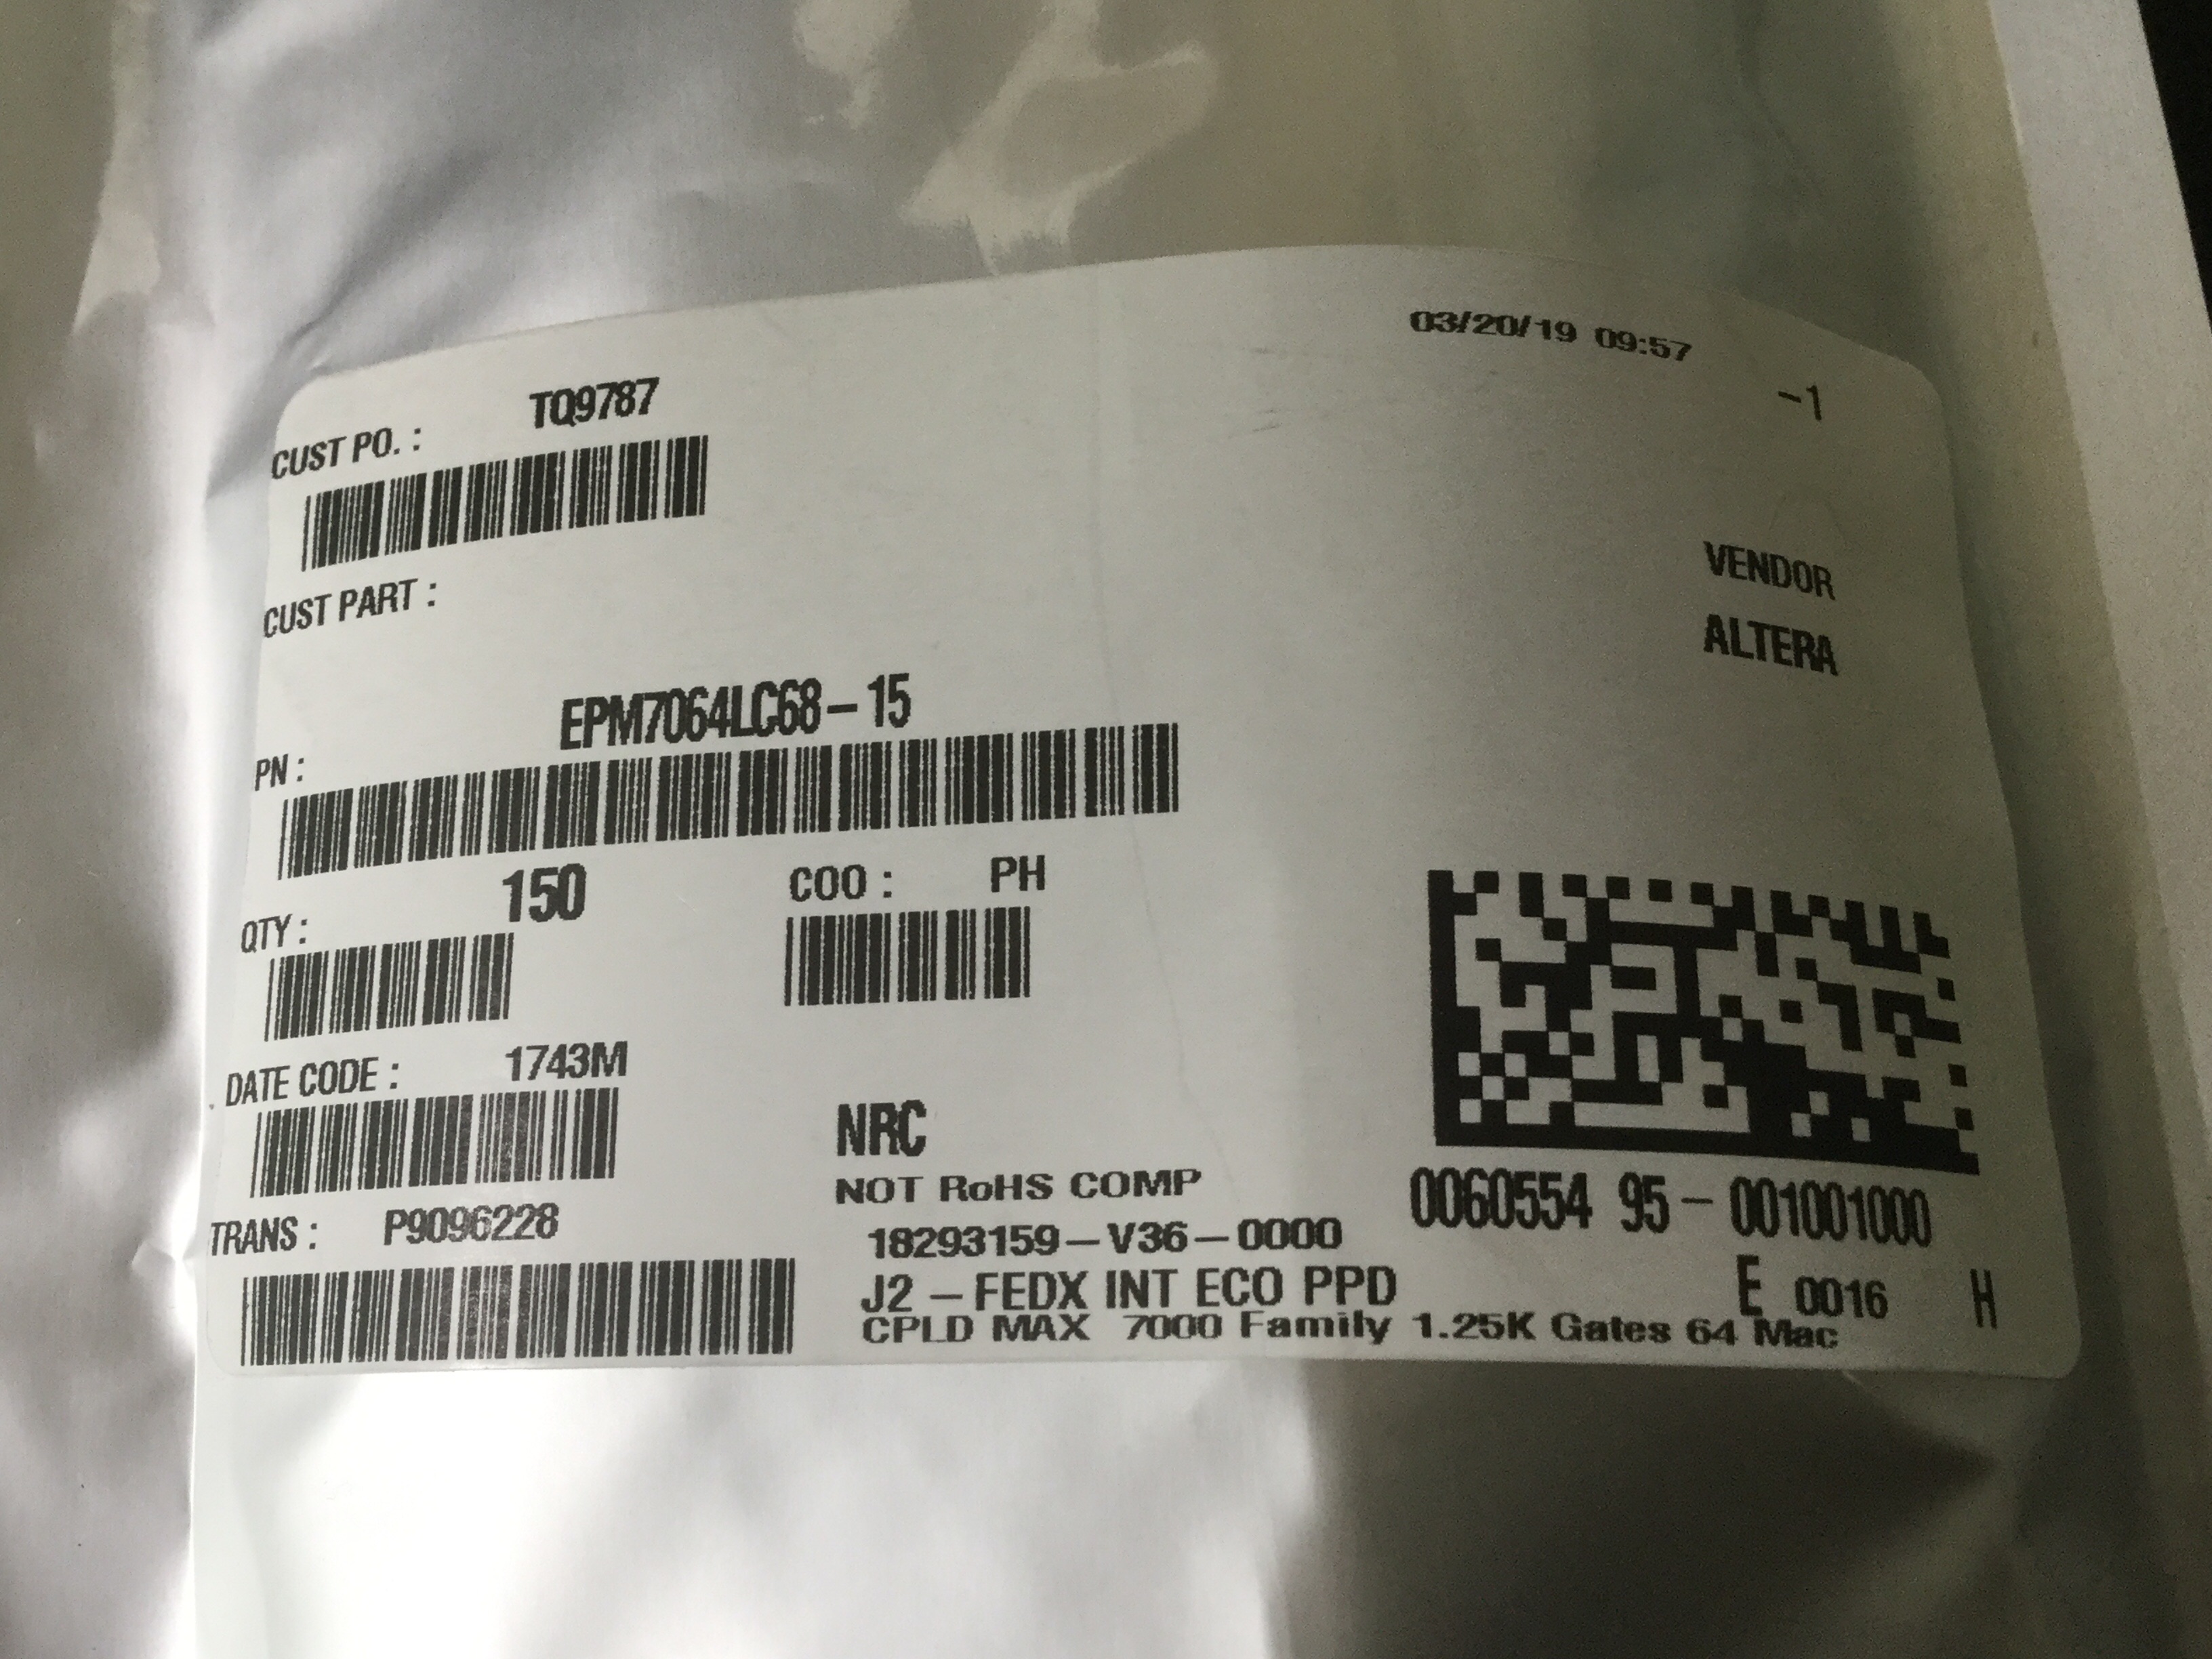 03/20/19 09:57
-1
CUST PO. : TQ9787
CUST PART :
VENDOR
ALTERA
PN : EPM7064LC68-15
QTY : 150
COO : PH
DATE CODE : 1743M
NRC
NOT RoHS COMP
TRANS : P9096228
18293159-V36-0000
0060554 95-001001000
J2 - FEDX INT ECO PPD
E 0016 H
CPLD MAX 7000 Family 1.25K Gates 64 Mac